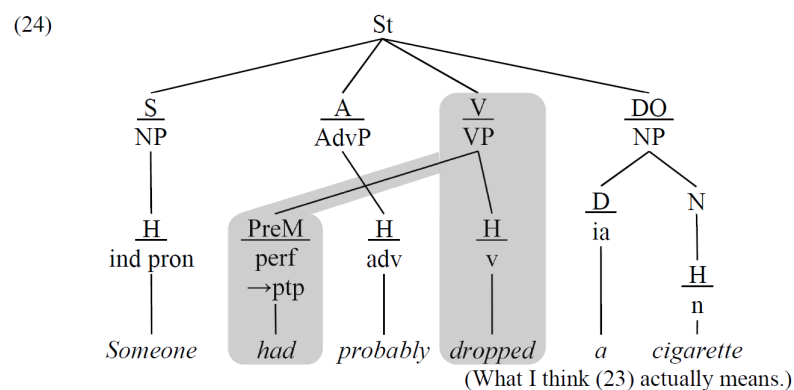 (24)
St
S A V DO
NP AdvP VP NP
D N
H PreM H H ia
ind pron perf adv v
→ptp H
n
Someone had probably dropped a cigarette
(What I think (23) actually means.)